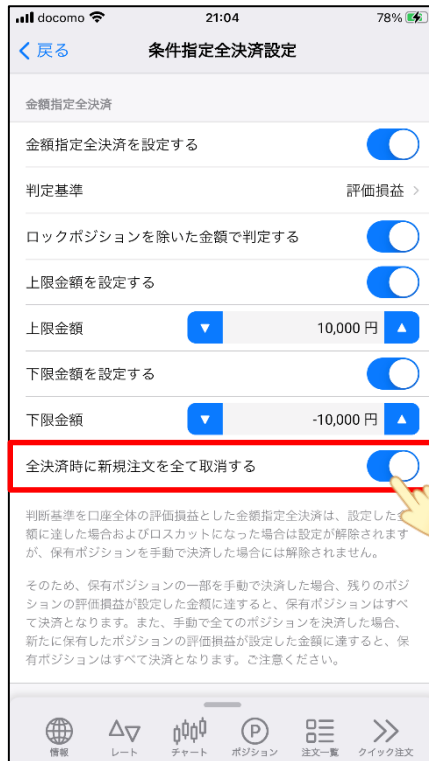 docomo 21:04 78%
戻る 条件指定全決済設定
金額指定全決済
金額指定全決済を設定する
判定基準 評価損益
ロックポジションを除いた金額で判定する
上限金額を設定する
上限金額 ▼ 10,000 円 ▲
下限金額を設定する
下限金額 ▼ -10,000 円 ▲
全決済時に新規注文を全て取消する
判断基準を口座全体の評価損益とした金額指定全決済は、設定した
額に達した場合およびロスカットになった場合は設定が解除されます
が、保有ポジションを手動で決済した場合には解除されません。
そのため、保有ポジションの一部を手動で決済した場合、残りのポジ
ションの評価損益が設定した金額に達すると、保有ポジションはすべ
て決済となります。また、手動で全てのポジションを決済した場合、
新たに保有したポジションの評価損益が設定した金額に達すると、保
有ポジションはすべて決済となります。ご注意ください。
P
情報 レート チャート ポジション 注文一覧 クイック注文